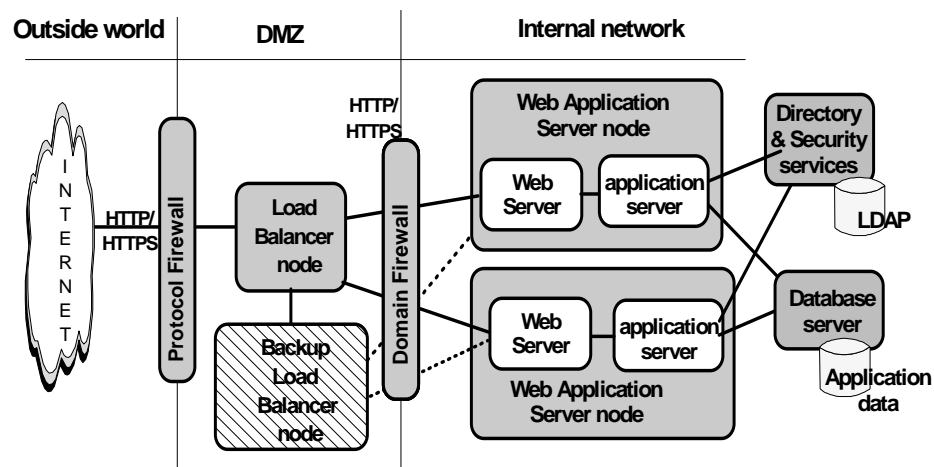 Outside world
DMZ
Internal network
INTERNET
HTTP/
HTTPS
Protocol Firewall
Load
Balancer
node
Backup
Load
Balancer
node
HTTP/
HTTPS
Domain Firewall
Web Application
Server node
Web
Server
application
server
Web
Server
application
server
Web Application
Server node
Directory
& Security
services
LDAP
Database
server
Application
data